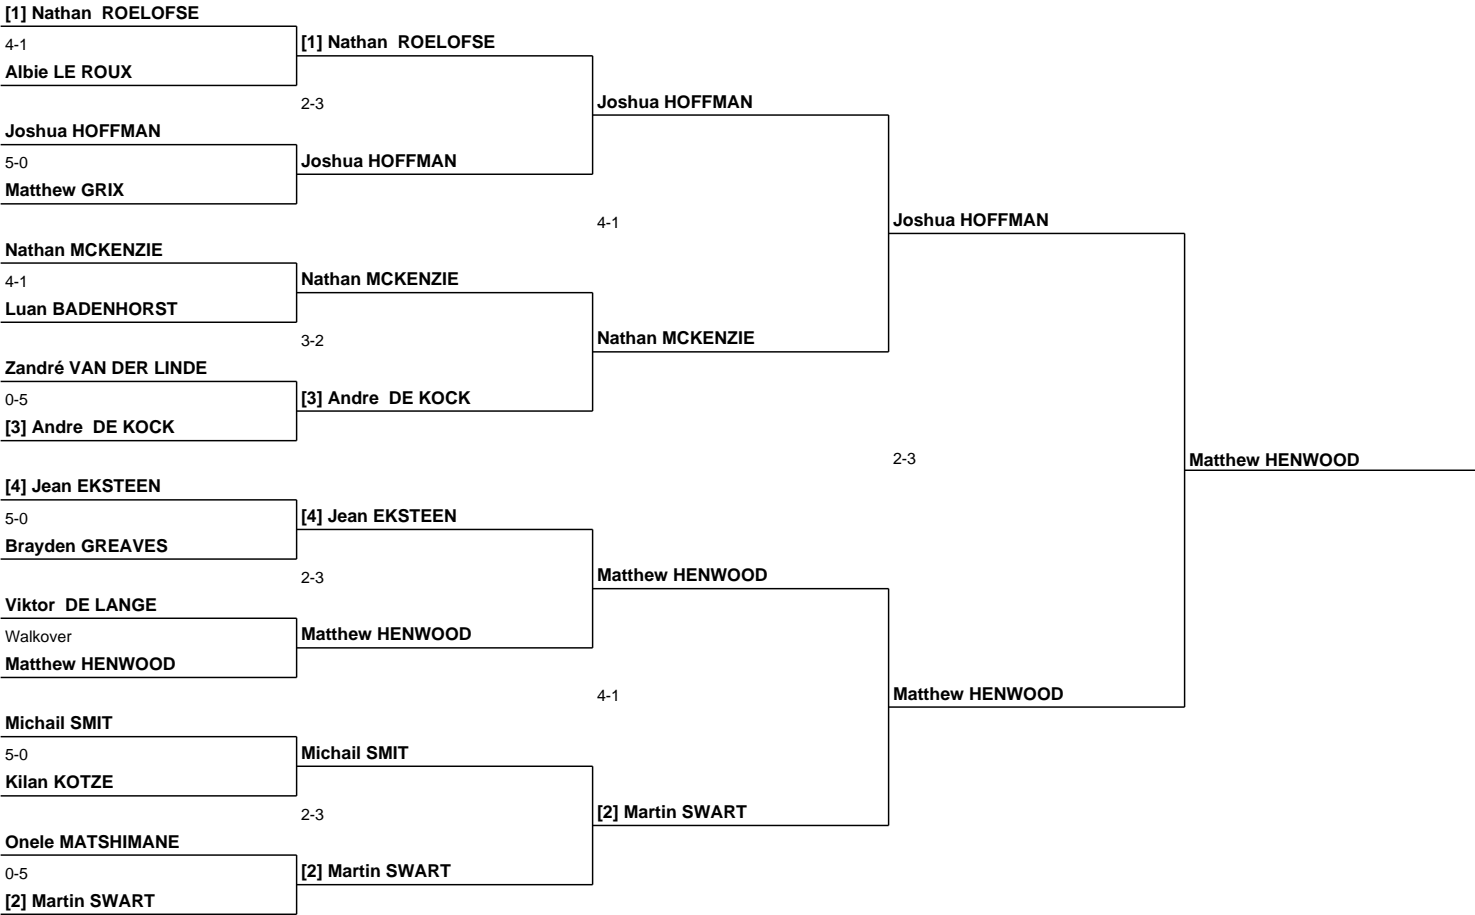 [1] Nathan  ROELOFSE
4-1
Albie LE ROUX
Joshua HOFFMAN
5-0
Matthew GRIX
Nathan MCKENZIE
4-1
Luan BADENHORST
Zandré VAN DER LINDE
0-5
[3] Andre  DE KOCK
[4] Jean EKSTEEN
5-0
Brayden GREAVES
Viktor  DE LANGE
Walkover
Matthew HENWOOD
Michail SMIT
5-0
Kilan KOTZE
Onele MATSHIMANE
0-5
[2] Martin SWART
[1] Nathan  ROELOFSE
2-3
Joshua HOFFMAN
Nathan MCKENZIE
3-2
[3] Andre  DE KOCK
[4] Jean EKSTEEN
2-3
Matthew HENWOOD
Michail SMIT
2-3
[2] Martin SWART
Joshua HOFFMAN
4-1
Nathan MCKENZIE
Matthew HENWOOD
4-1
[2] Martin SWART
Joshua HOFFMAN
2-3
Matthew HENWOOD
Matthew HENWOOD